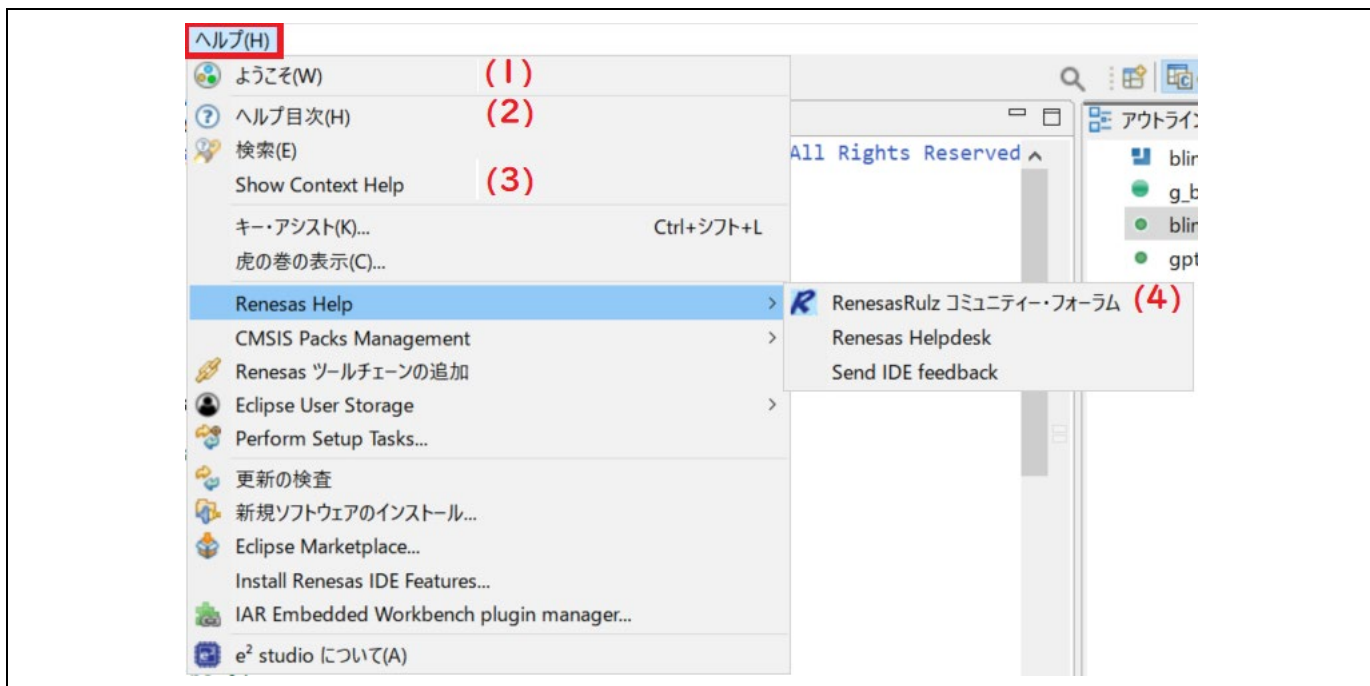 ヘルプ(H)
ようこそ(W) (1)
ヘルプ目次(H) (2)
検索(E)
Show Context Help (3)
キー・アシスト(K)... Ctrl+シフト+L
虎の巻の表示(C)...
Renesas Help >
CMSIS Packs Management >
Renesas ツールチェーンの追加
Eclipse User Storage >
Perform Setup Tasks...
更新の検査
新規ソフトウェアのインストール...
Eclipse Marketplace...
Install Renesas IDE Features...
IAR Embedded Workbench plugin manager...
e² studio について(A)
RenesasRulz コミュニティー・フォーラム (4)
Renesas Helpdesk
Send IDE feedback
All Rights Reserved
アウトライ
blin
g_b
blin
gpt